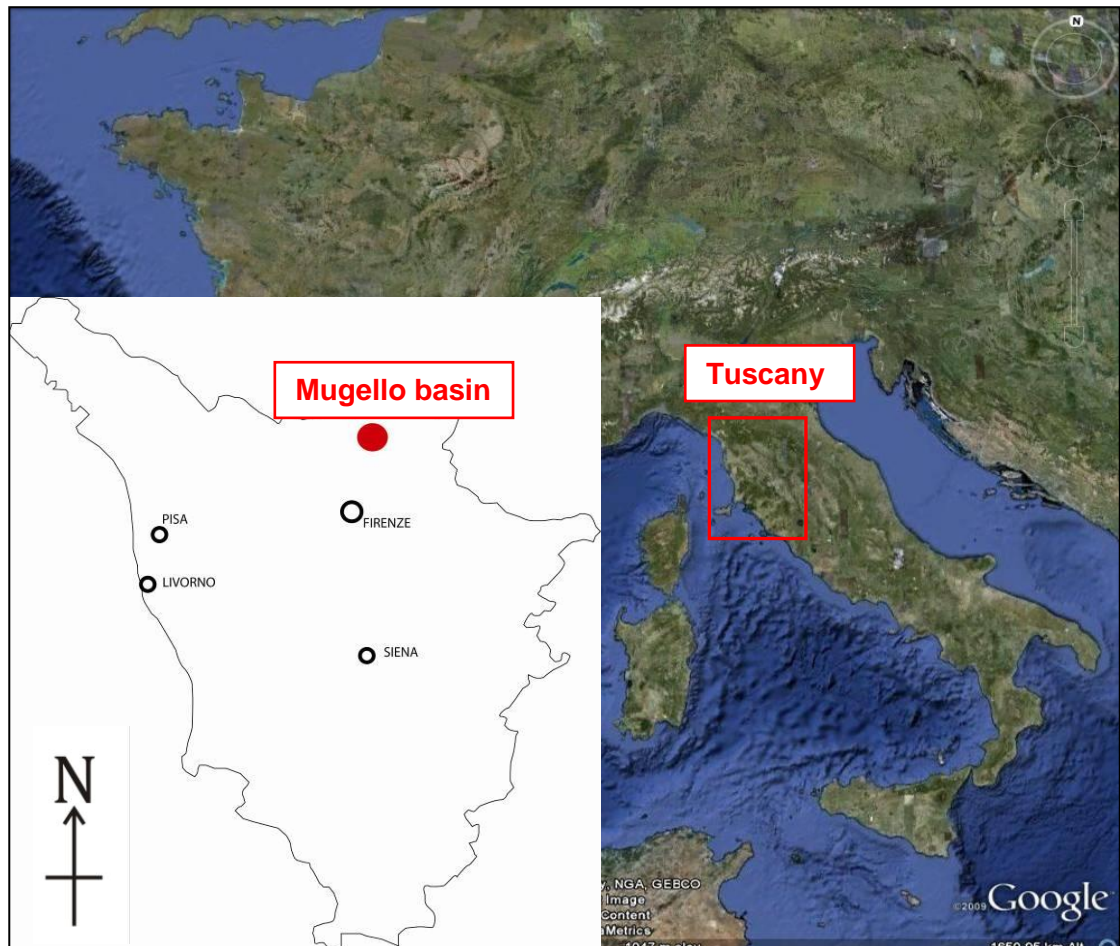 N
Mugello basin
Tuscany
PISA
FIRENZE
LIVORNO
SIENA
N
, NGA, GEBCO
Image
Content
Metrics
©2009 Google